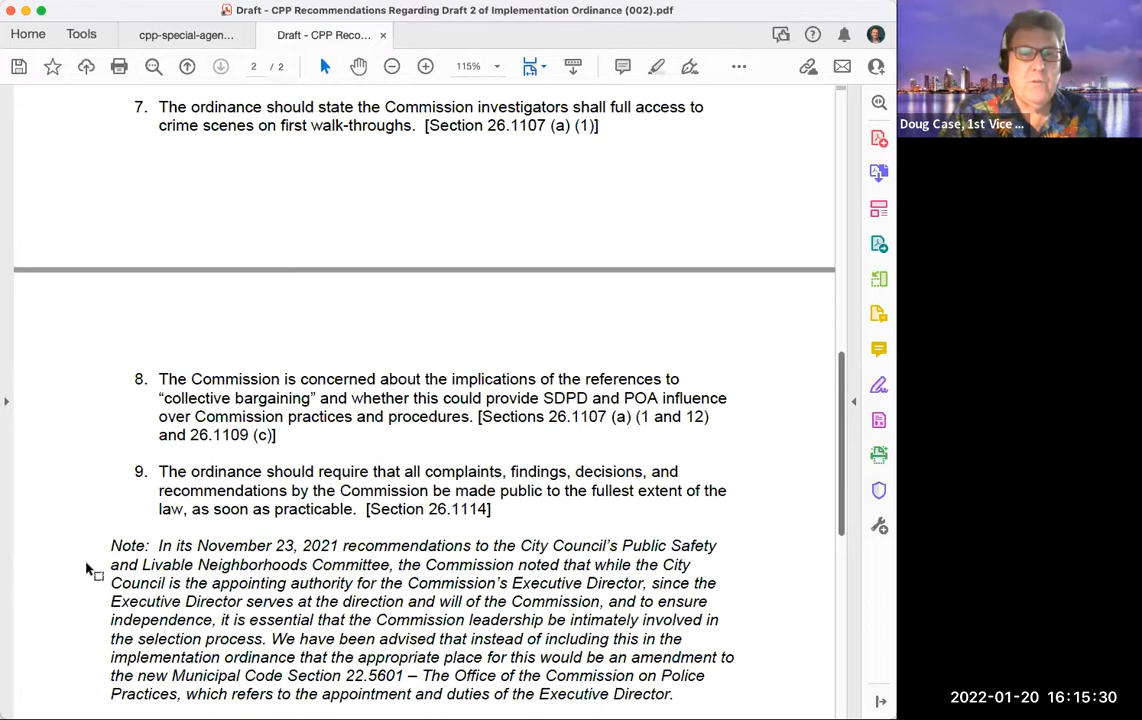 Draft - CPP Recommendations Regarding Draft 2 of Implementation Ordinance (002).pdf
Home Tools cpp-special-agen... Draft - CPP Reco... ×
2 / 2 115%
7. The ordinance should state the Commission investigators shall full access to
crime scenes on first walk-throughs. [Section 26.1107 (a) (1)]
8. The Commission is concerned about the implications of the references to
“collective bargaining” and whether this could provide SDPD and POA influence
over Commission practices and procedures. [Sections 26.1107 (a) (1 and 12)
and 26.1109 (c)]
9. The ordinance should require that all complaints, findings, decisions, and
recommendations by the Commission be made public to the fullest extent of the
law, as soon as practicable. [Section 26.1114]
Note: In its November 23, 2021 recommendations to the City Council’s Public Safety
and Livable Neighborhoods Committee, the Commission noted that while the City
Council is the appointing authority for the Commission’s Executive Director, since the
Executive Director serves at the direction and will of the Commission, and to ensure
independence, it is essential that the Commission leadership be intimately involved in
the selection process. We have been advised that instead of including this in the
implementation ordinance that the appropriate place for this would be an amendment to
the new Municipal Code Section 22.5601 – The Office of the Commission on Police
Practices, which refers to the appointment and duties of the Executive Director.
Doug Case, 1st Vice ...
2022-01-20 16:15:30